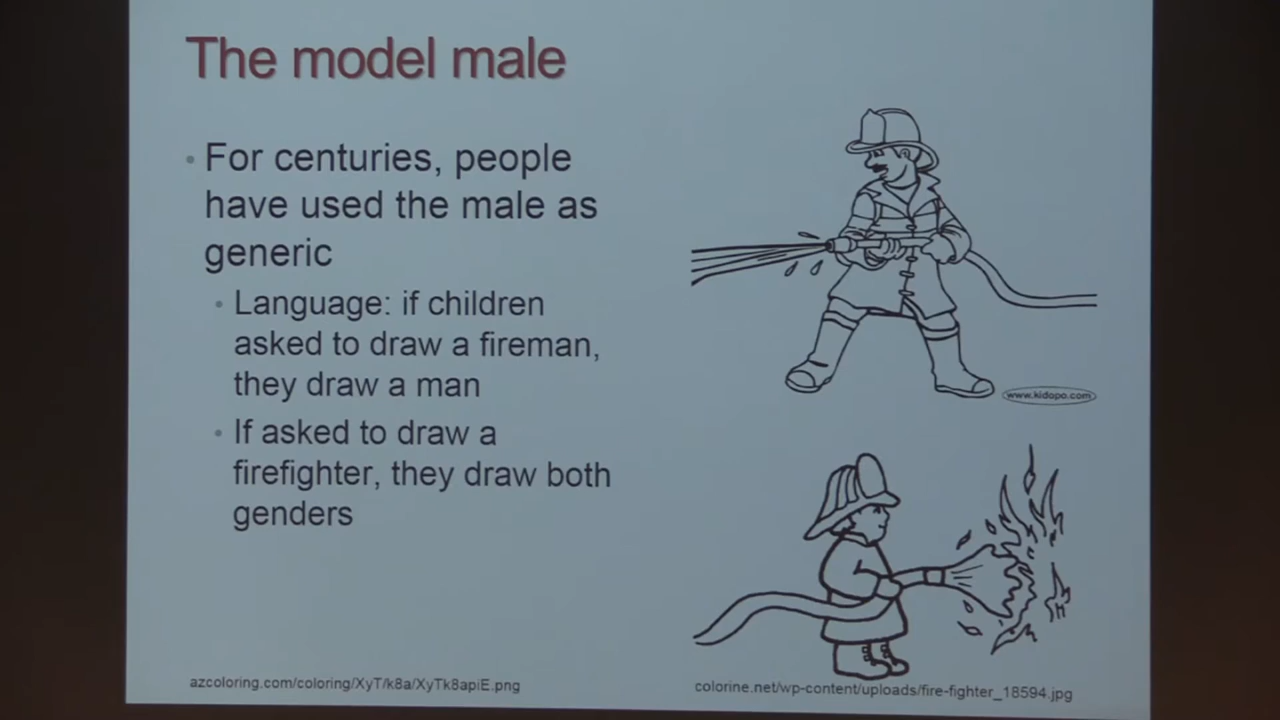 The model male
• For centuries, people
have used the male as
generic
• Language: if children
asked to draw a fireman,
they draw a man
• If asked to draw a
firefighter, they draw both
genders
www.kidopo.com
azcoloring.com/coloring/XyT/k8a/XyTk8apiE.png
colorine.net/wp-content/uploads/fire-fighter_18594.jpg